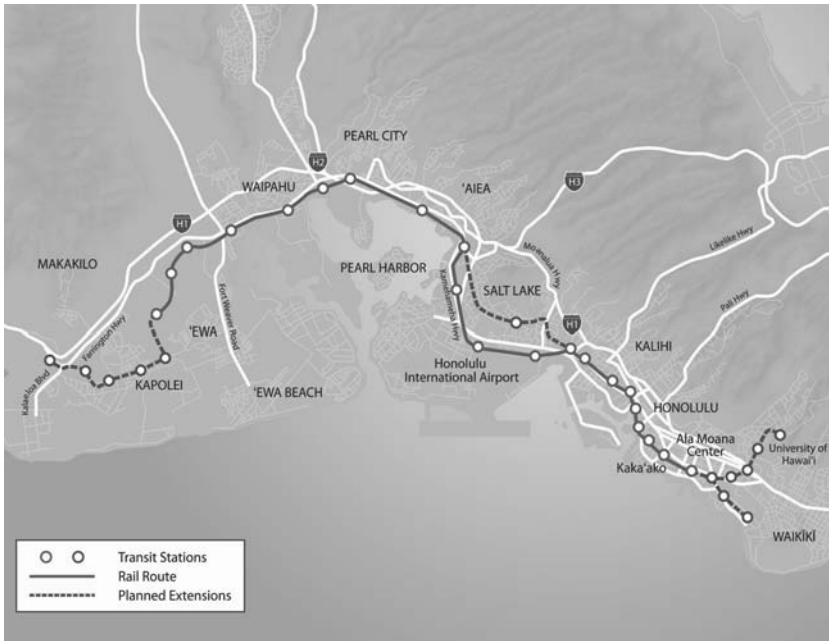 PEARL CITY
H2
WAIPAHU
'AIEA
H3
H1
Likelike Hwy
MAKAKILO
Moanalua Hwy
PEARL HARBOR
Pali Hwy
SALT LAKE
Kamehameha Hwy
Fort Weaver Road
Farrington Hwy
'EWA
H1
KALIHI
Honolulu
International Airport
Kalaeloa Blvd
KAPOLEI
'EWA BEACH
HONOLULU
Ala Moana
Center
University of
Hawai'i
Kaka'ako
WAIKĪKĪ
Transit Stations
Rail Route
Planned Extensions